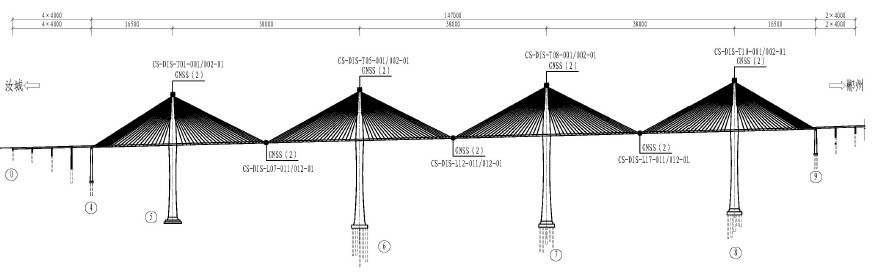 4×4000 147000 2×4000
4×4000 16500 38000 38000 38000 16500 2×4000
CS-DIS-T01-001/002-01
GNSS（2）
CS-DIS-T05-001/002-01
GNSS（2）
CS-DIS-T08-001/002-01
GNSS（2）
CS-DIS-T10-001/002-01
GNSS（2）
汝城
郴州
GNSS（2）
CS-DIS-L07-011/012-01
GNSS（2）
CS-DIS-L12-011/012-01
GNSS（2）
CS-DIS-L17-011/012-01
0
4
5
6
7
8
9